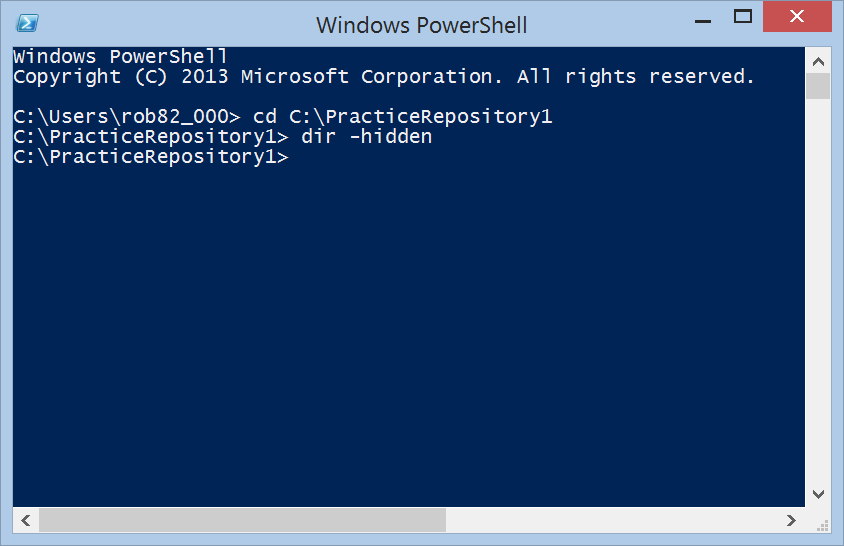 Windows PowerShell
Windows PowerShell
Copyright (C) 2013 Microsoft Corporation. All rights reserved.
C:\Users\rob82_000> cd C:\PracticeRepository1
C:\PracticeRepository1> dir -hidden
C:\PracticeRepository1>